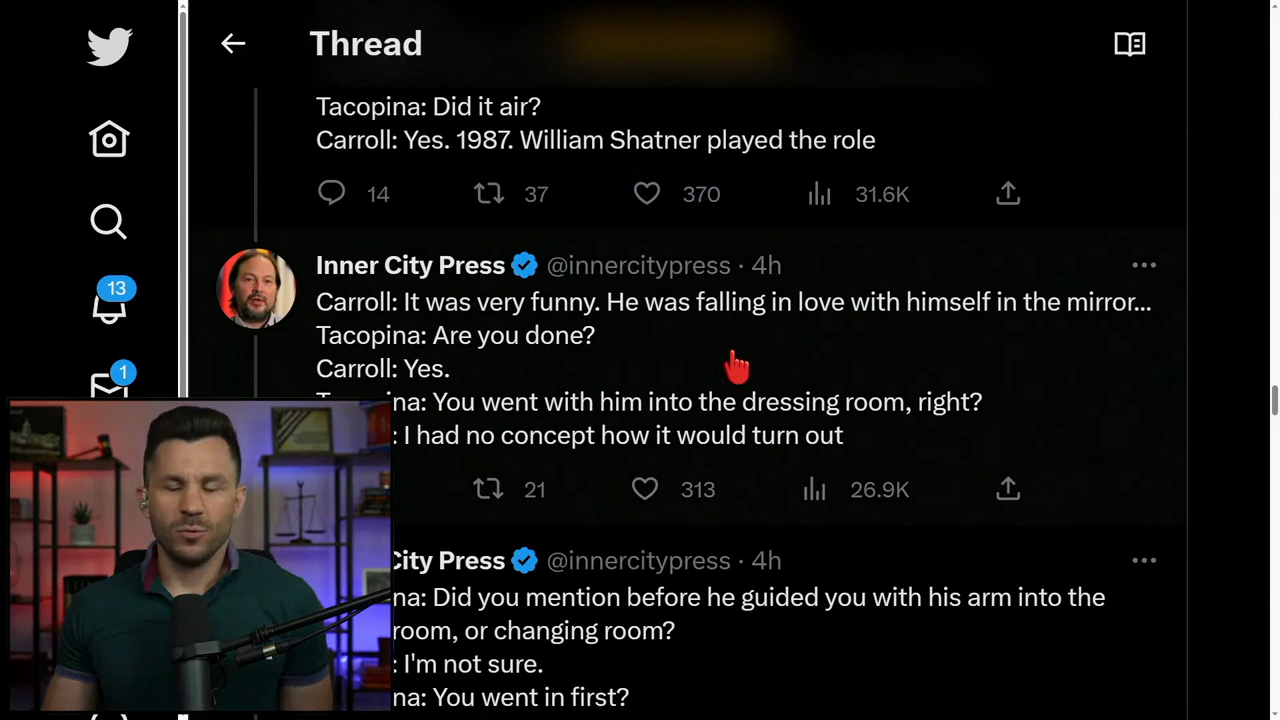 Thread
Tacopina: Did it air?
Carroll: Yes. 1987. William Shatner played the role
14 37 370 31.6K
Inner City Press @innercitypress · 4h
Carroll: It was very funny. He was falling in love with himself in the mirror...
Tacopina: Are you done?
13
Carroll: Yes.
1
na: You went with him into the dressing room, right?
: I had no concept how it would turn out
21 313 26.9K
City Press @innercitypress · 4h
na: Did you mention before he guided you with his arm into the
room, or changing room?
: I'm not sure.
na: You went in first?